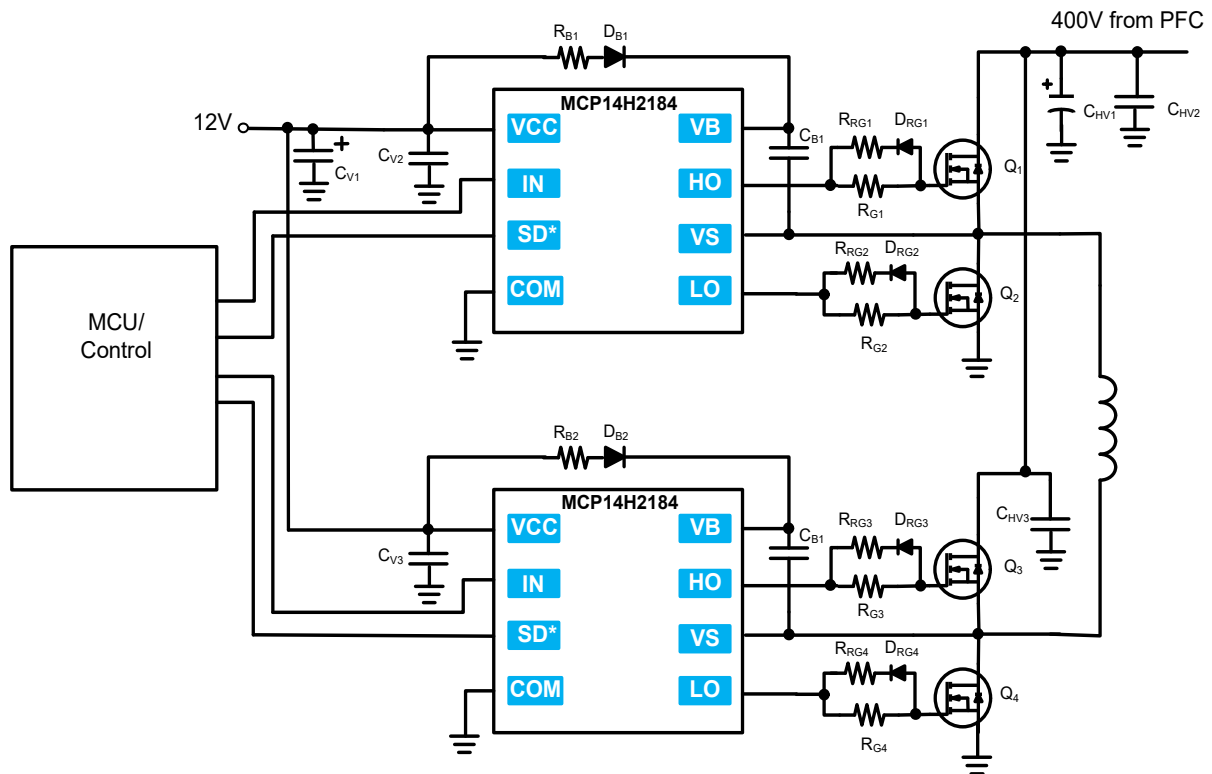 400V from PFC
R_B1 D_B1
MCP14H2184
12V
VCC
VB
C_V1
C_V2
C_B1
R_RG1 D_RG1
C_HV1
C_HV2
IN
HO
R_G1
Q_1
SD*
VS
R_RG2 D_RG2
COM
LO
R_G2
Q_2
MCU/
Control
R_B2 D_B2
MCP14H2184
VCC
VB
C_V3
C_B1
R_RG3 D_RG3
C_HV3
IN
HO
R_G3
Q_3
SD*
VS
R_RG4 D_RG4
COM
LO
R_G4
Q_4